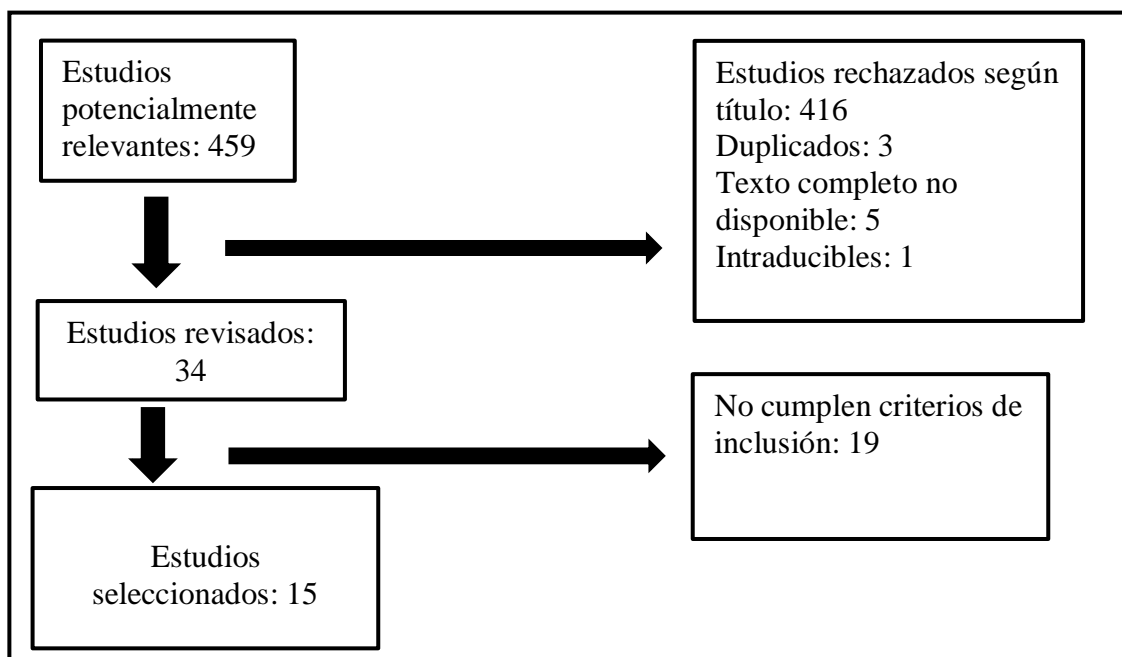 Estudios
potencialmente
relevantes: 459
Estudios rechazados según
título: 416
Duplicados: 3
Texto completo no
disponible: 5
Intraducibles: 1
Estudios revisados:
34
No cumplen criterios de
inclusión: 19
Estudios
seleccionados: 15